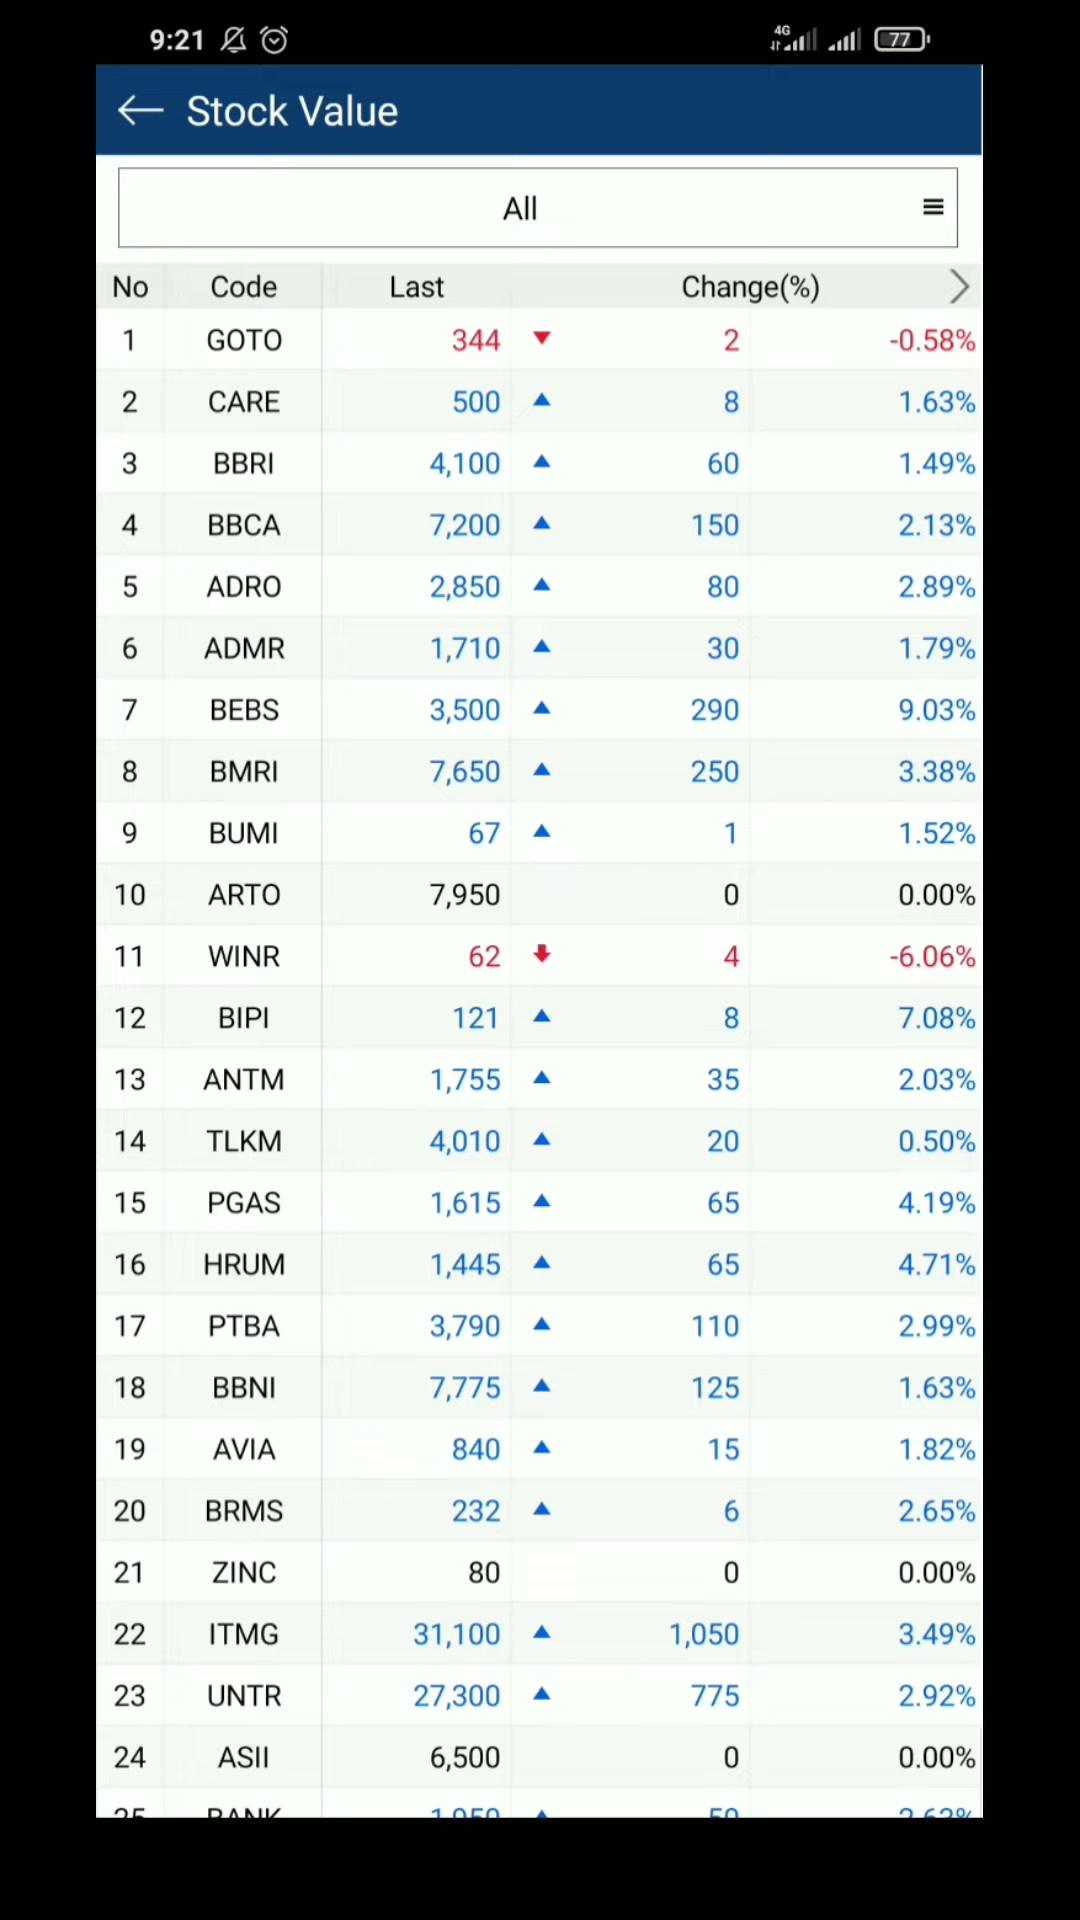 9:21 4G 77
Stock Value
All
No Code Last Change(%)
1 GOTO 344 ▼ 2 -0.58%
2 CARE 500 ▲ 8 1.63%
3 BBRI 4,100 ▲ 60 1.49%
4 BBCA 7,200 ▲ 150 2.13%
5 ADRO 2,850 ▲ 80 2.89%
6 ADMR 1,710 ▲ 30 1.79%
7 BEBS 3,500 ▲ 290 9.03%
8 BMRI 7,650 ▲ 250 3.38%
9 BUMI 67 ▲ 1 1.52%
10 ARTO 7,950 0 0.00%
11 WINR 62 4 -6.06%
12 BIPI 121 ▲ 8 7.08%
13 ANTM 1,755 ▲ 35 2.03%
14 TLKM 4,010 ▲ 20 0.50%
15 PGAS 1,615 ▲ 65 4.19%
16 HRUM 1,445 ▲ 65 4.71%
17 PTBA 3,790 ▲ 110 2.99%
18 BBNI 7,775 ▲ 125 1.63%
19 AVIA 840 ▲ 15 1.82%
20 BRMS 232 ▲ 6 2.65%
21 ZINC 80 0 0.00%
22 ITMG 31,100 ▲ 1,050 3.49%
23 UNTR 27,300 ▲ 775 2.92%
24 ASII 6,500 0 0.00%